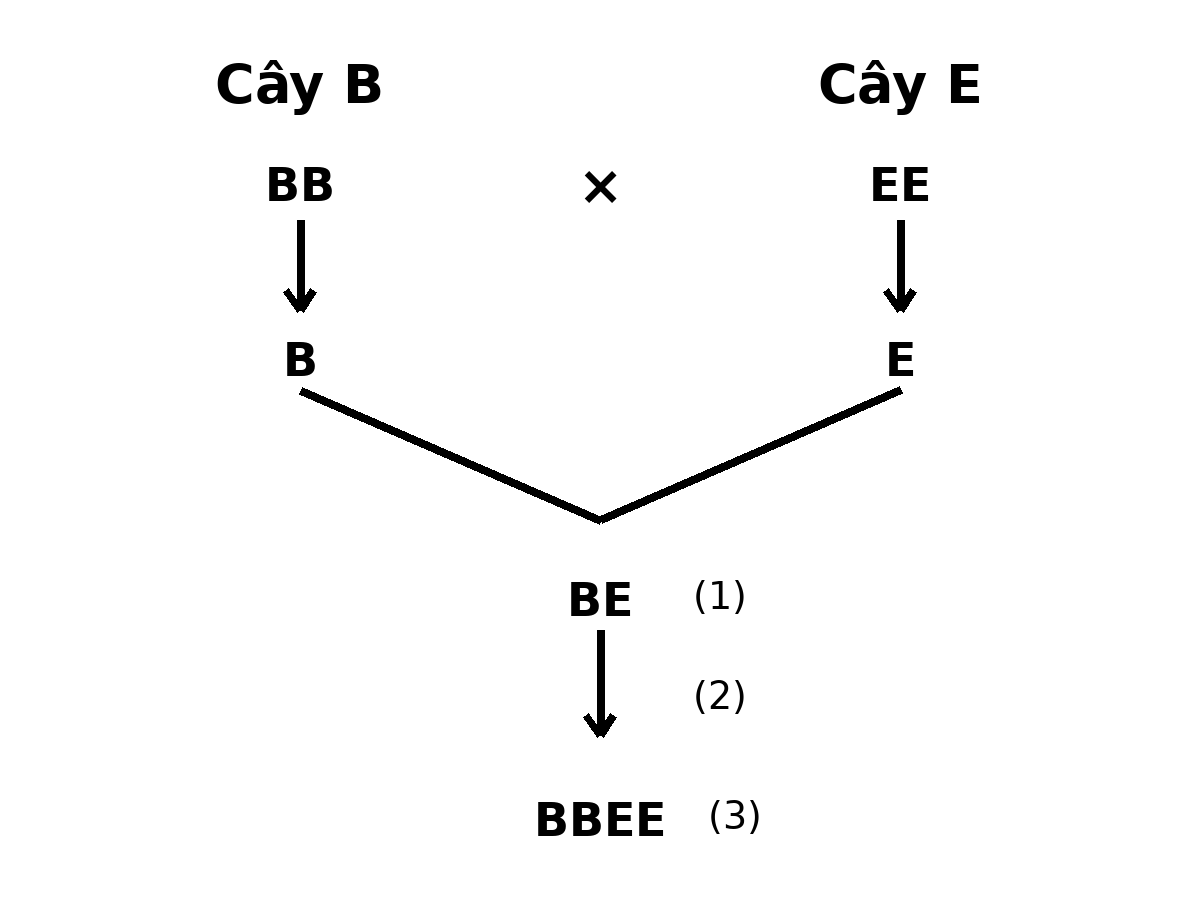 Cây B Cây E
BB × EE
B E
BE (1)
(2)
BBEE (3)